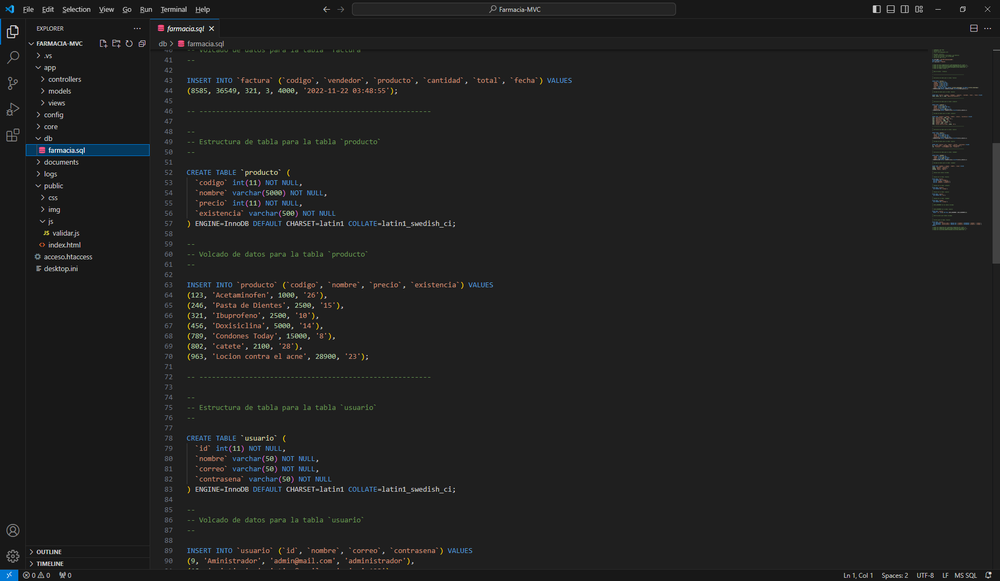 File Edit Selection View Go Run Terminal Help
Farmacia-MVC
EXPLORER
FARMACIA-MVC
.vs
app
controllers
models
views
config
core
db
farmacia.sql
documents
logs
public
css
img
js
JS validar.js
index.html
acceso.htaccess
desktop.ini
OUTLINE
TIMELINE
farmacia.sql
db > farmacia.sql
40 -- Volcado de datos para la tabla `factura`
41 --
42
43 INSERT INTO `factura` (`codigo`, `vendedor`, `producto`, `cantidad`, `total`, `fecha`) VALUES
44 (8585, 36549, 321, 3, 4000, '2022-11-22 03:48:55');
45
46 -- --------------------------------------------------------
47
48 --
49 -- Estructura de tabla para la tabla `producto`
50 --
51
52 CREATE TABLE `producto` (
53 `codigo` int(11) NOT NULL,
54 `nombre` varchar(5000) NOT NULL,
55 `precio` int(11) NOT NULL,
56 `existencia` varchar(500) NOT NULL
57 ) ENGINE=InnoDB DEFAULT CHARSET=latin1 COLLATE=latin1_swedish_ci;
58
59 --
60 -- Volcado de datos para la tabla `producto`
61 --
62
63 INSERT INTO `producto` (`codigo`, `nombre`, `precio`, `existencia`) VALUES
64 (123, 'Acetaminofen', 1000, '26'),
65 (246, 'Pasta de Dientes', 2500, '15'),
66 (321, 'Ibuprofeno', 2500, '10'),
67 (456, 'Doxisiclina', 5000, '14'),
68 (789, 'Condones Today', 15000, '8'),
69 (802, 'catete', 2100, '28'),
70 (963, 'Locion contra el acne', 28900, '23');
71
72 -- --------------------------------------------------------
73
74 --
75 -- Estructura de tabla para la tabla `usuario`
76 --
77
78 CREATE TABLE `usuario` (
79 `id` int(11) NOT NULL,
80 `nombre` varchar(50) NOT NULL,
81 `correo` varchar(50) NOT NULL,
82 `contrasena` varchar(50) NOT NULL
83 ) ENGINE=InnoDB DEFAULT CHARSET=latin1 COLLATE=latin1_swedish_ci;
84
85 --
86 -- Volcado de datos para la tabla `usuario`
87 --
88
89 INSERT INTO `usuario` (`id`, `nombre`, `correo`, `contrasena`) VALUES
90 (9, 'Aministrador', 'admin@mail.com', 'administrador'),
0 0 0
Ln 1, Col 1 Spaces: 2 UTF-8 LF MS SQL